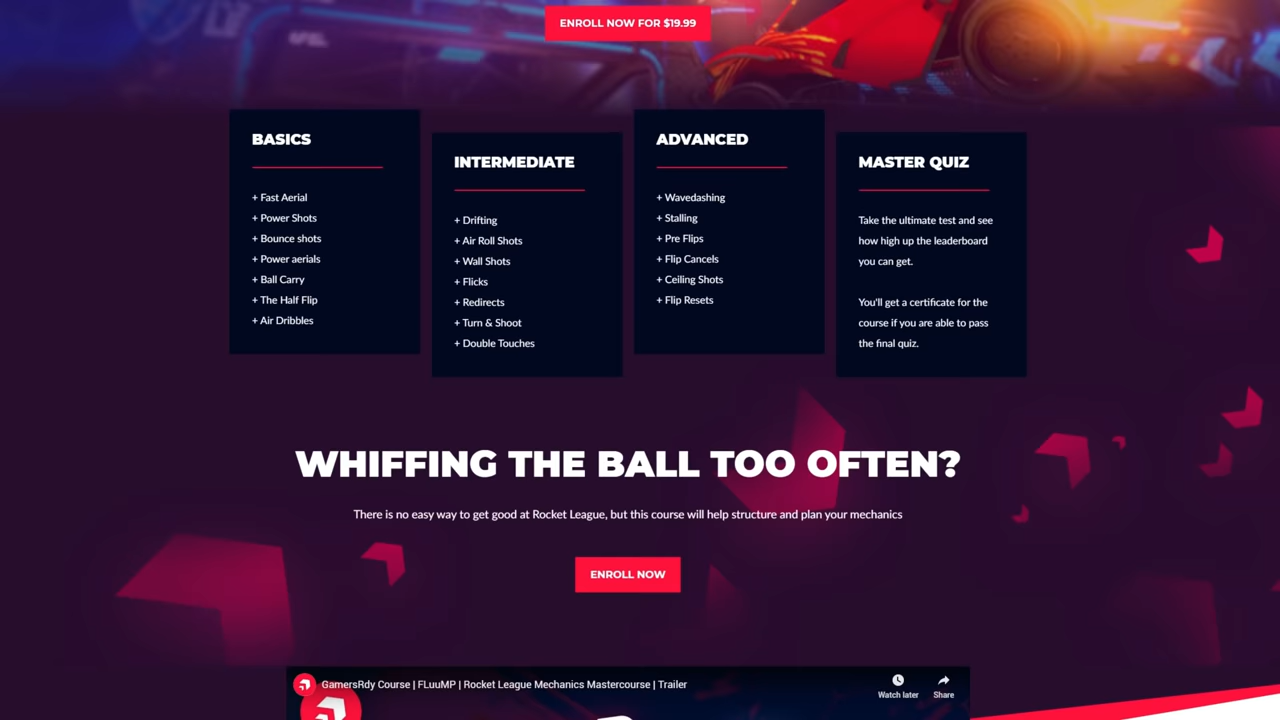 ENROLL NOW FOR $19.99
BASICS
+ Fast Aerial
+ Power Shots
+ Bounce shots
+ Power aerials
+ Ball Carry
+ The Half Flip
+ Air Dribbles
INTERMEDIATE
+ Drifting
+ Air Roll Shots
+ Wall Shots
+ Flicks
+ Redirects
+ Turn & Shoot
+ Double Touches
ADVANCED
+ Wavedashing
+ Stalling
+ Pre Flips
+ Flip Cancels
+ Ceiling Shots
+ Flip Resets
MASTER QUIZ
Take the ultimate test and see
how high up the leaderboard
you can get.
You'll get a certificate for the
course if you are able to pass
the final quiz.
WHIFFING THE BALL TOO OFTEN?
There is no easy way to get good at Rocket League, but this course will help structure and plan your mechanics
ENROLL NOW
GamersRdy Course | FLuuMP | Rocket League Mechanics Mastercourse | Trailer
Watch later
Share